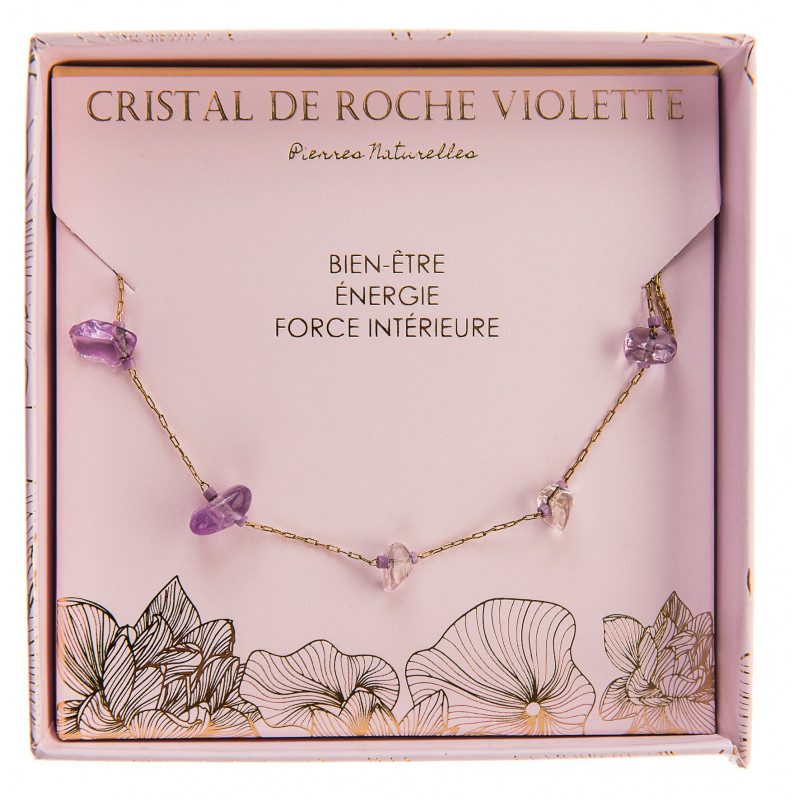 CRISTAL DE ROCHE VIOLETTE
Pierres Naturelles
BIEN-ÊTRE
ÉNERGIE
FORCE INTÉRIEURE